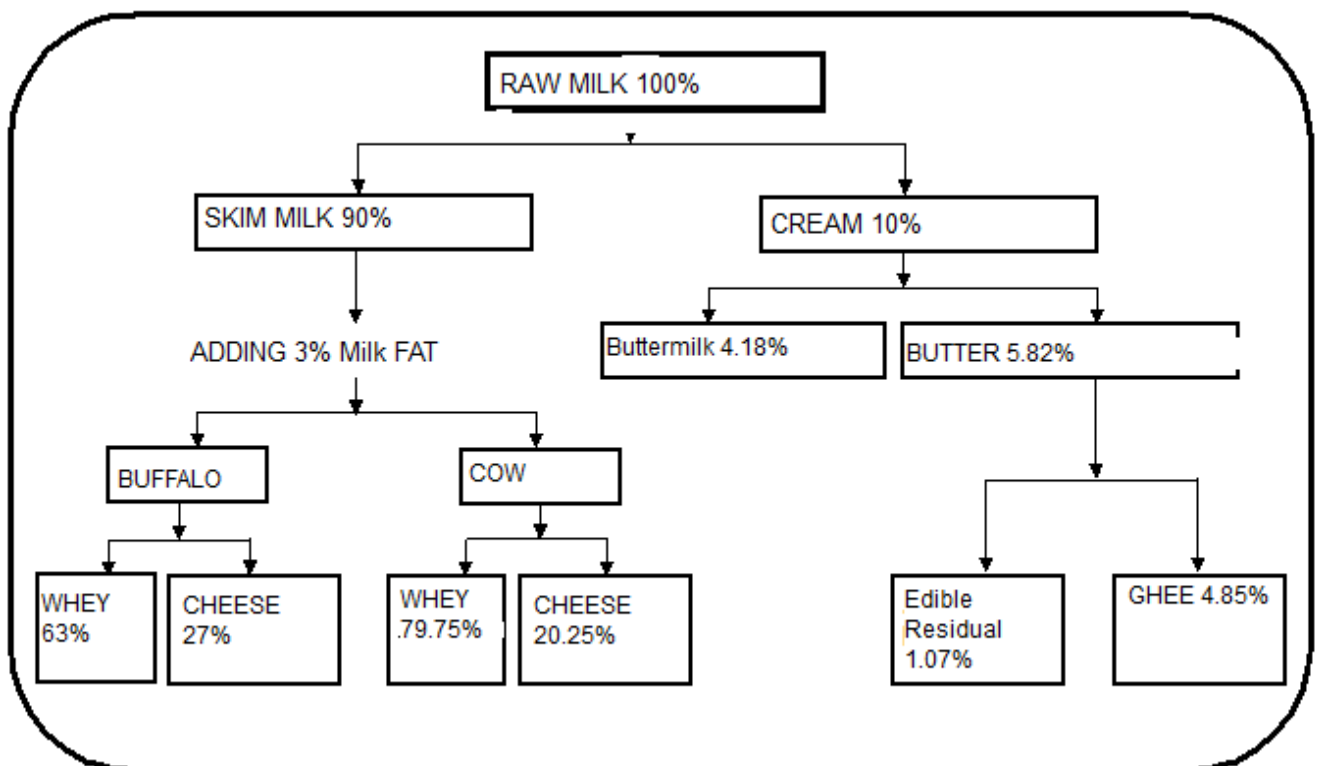 RAW MILK 100%
SKIM MILK 90%
CREAM 10%
ADDING 3% Milk FAT
Buttermilk 4.18%
BUTTER 5.82%
BUFFALO
COW
WHEY
63%
CHEESE
27%
WHEY
.79.75%
CHEESE
20.25%
Edible
Residual
1.07%
GHEE 4.85%